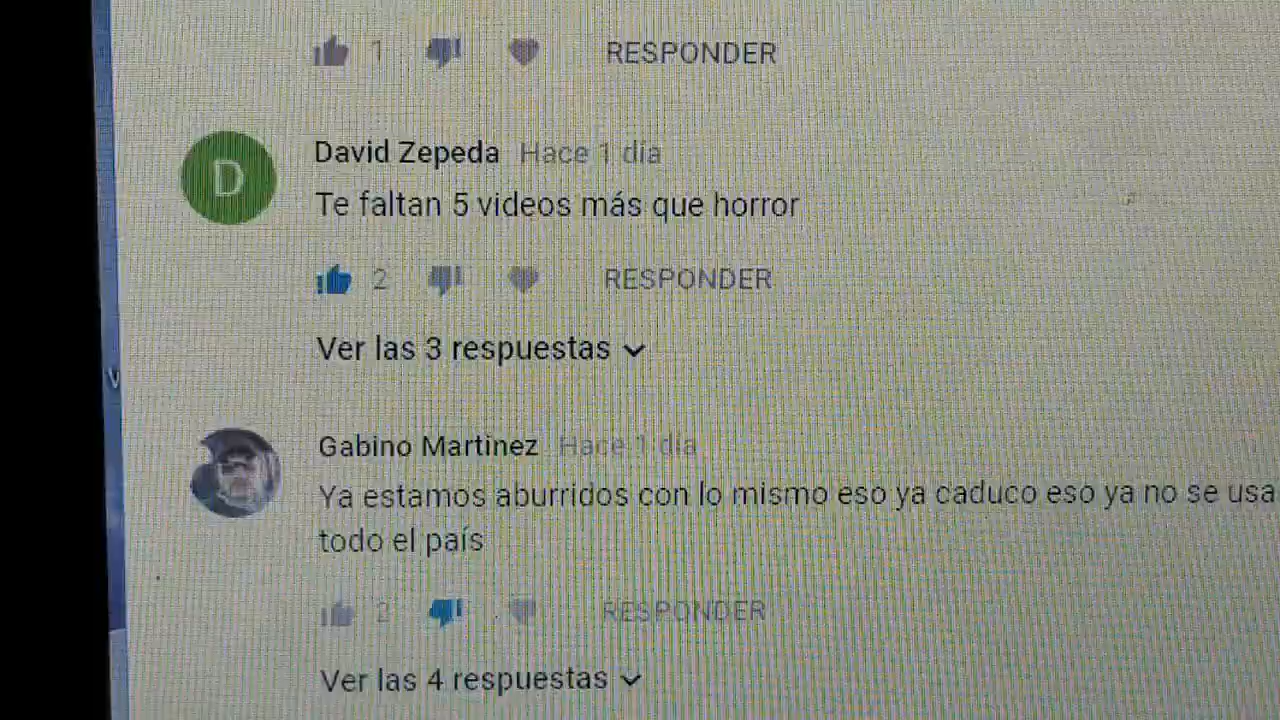 1 RESPONDER
D
David Zepeda Hace 1 día
Te faltan 5 videos más que horror
2 RESPONDER
Ver las 3 respuestas
V
Gabino Martinez Hace 1 día
Ya estamos aburridos con lo mismo eso ya caduco eso ya no se usa
todo el país
2 RESPONDER
Ver las 4 respuestas